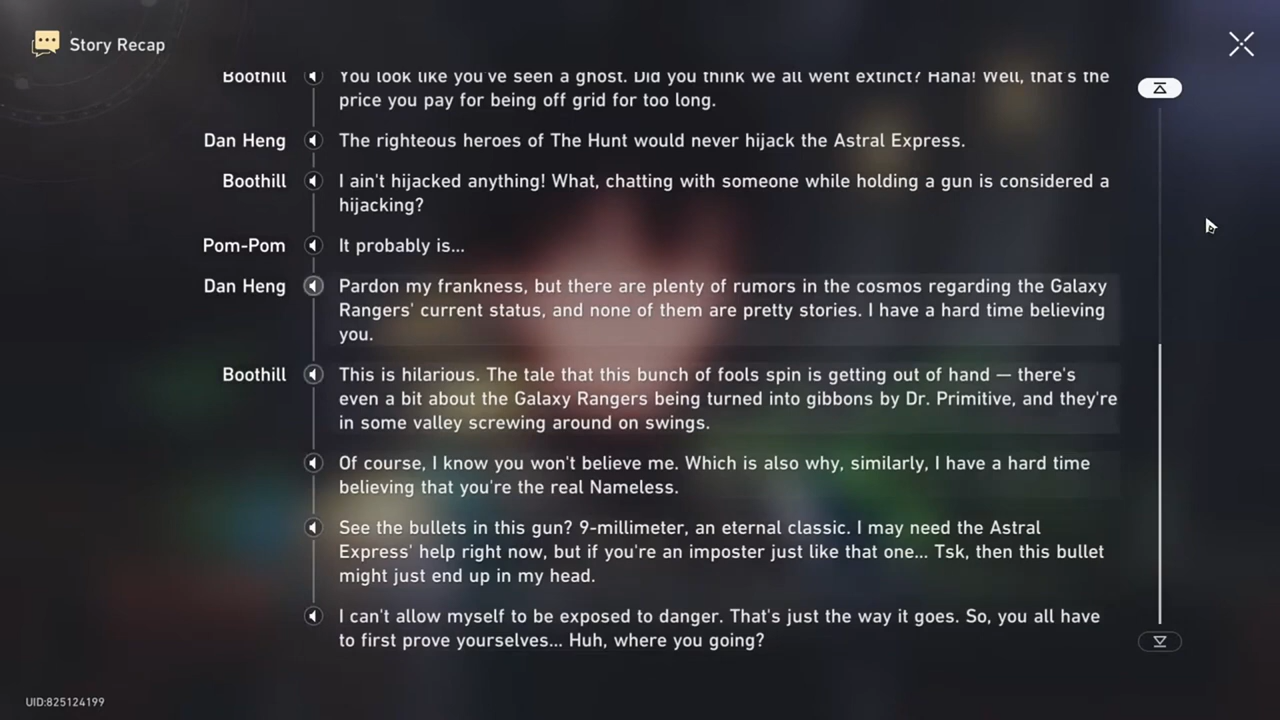 Story Recap
Boothill
You look like you've seen a ghost. Did you think we all went extinct? Haha! Well, that's the
price you pay for being off grid for too long.
Dan Heng
The righteous heroes of The Hunt would never hijack the Astral Express.
Boothill
I ain't hijacked anything! What, chatting with someone while holding a gun is considered a
hijacking?
Pom-Pom
It probably is...
Dan Heng
Pardon my frankness, but there are plenty of rumors in the cosmos regarding the Galaxy
Rangers' current status, and none of them are pretty stories. I have a hard time believing
you.
Boothill
This is hilarious. The tale that this bunch of fools spin is getting out of hand — there's
even a bit about the Galaxy Rangers being turned into gibbons by Dr. Primitive, and they're
in some valley screwing around on swings.
Of course, I know you won't believe me. Which is also why, similarly, I have a hard time
believing that you're the real Nameless.
See the bullets in this gun? 9-millimeter, an eternal classic. I may need the Astral
Express' help right now, but if you're an imposter just like that one... Tsk, then this bullet
might just end up in my head.
I can't allow myself to be exposed to danger. That's just the way it goes. So, you all have
to first prove yourselves... Huh, where you going?
UID:825124199